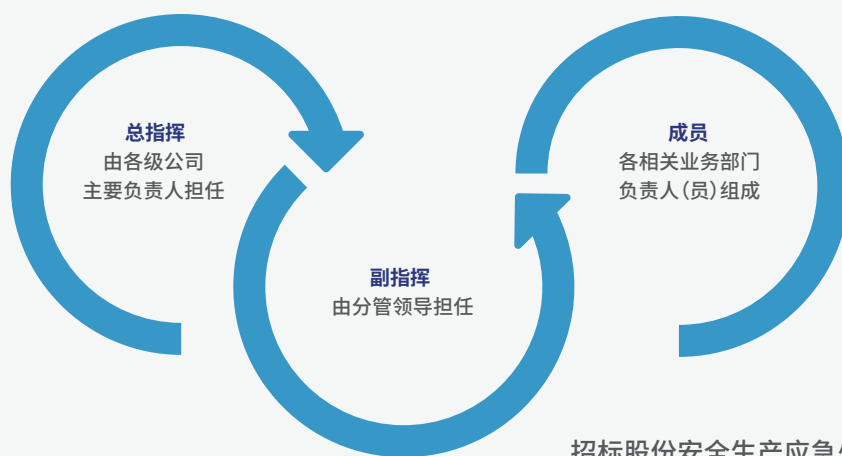 总指挥
由各级公司
主要负责人担任
副指挥
由分管领导担任
成员
各相关业务部门
负责人(员)组成
招标股份安全生产应急